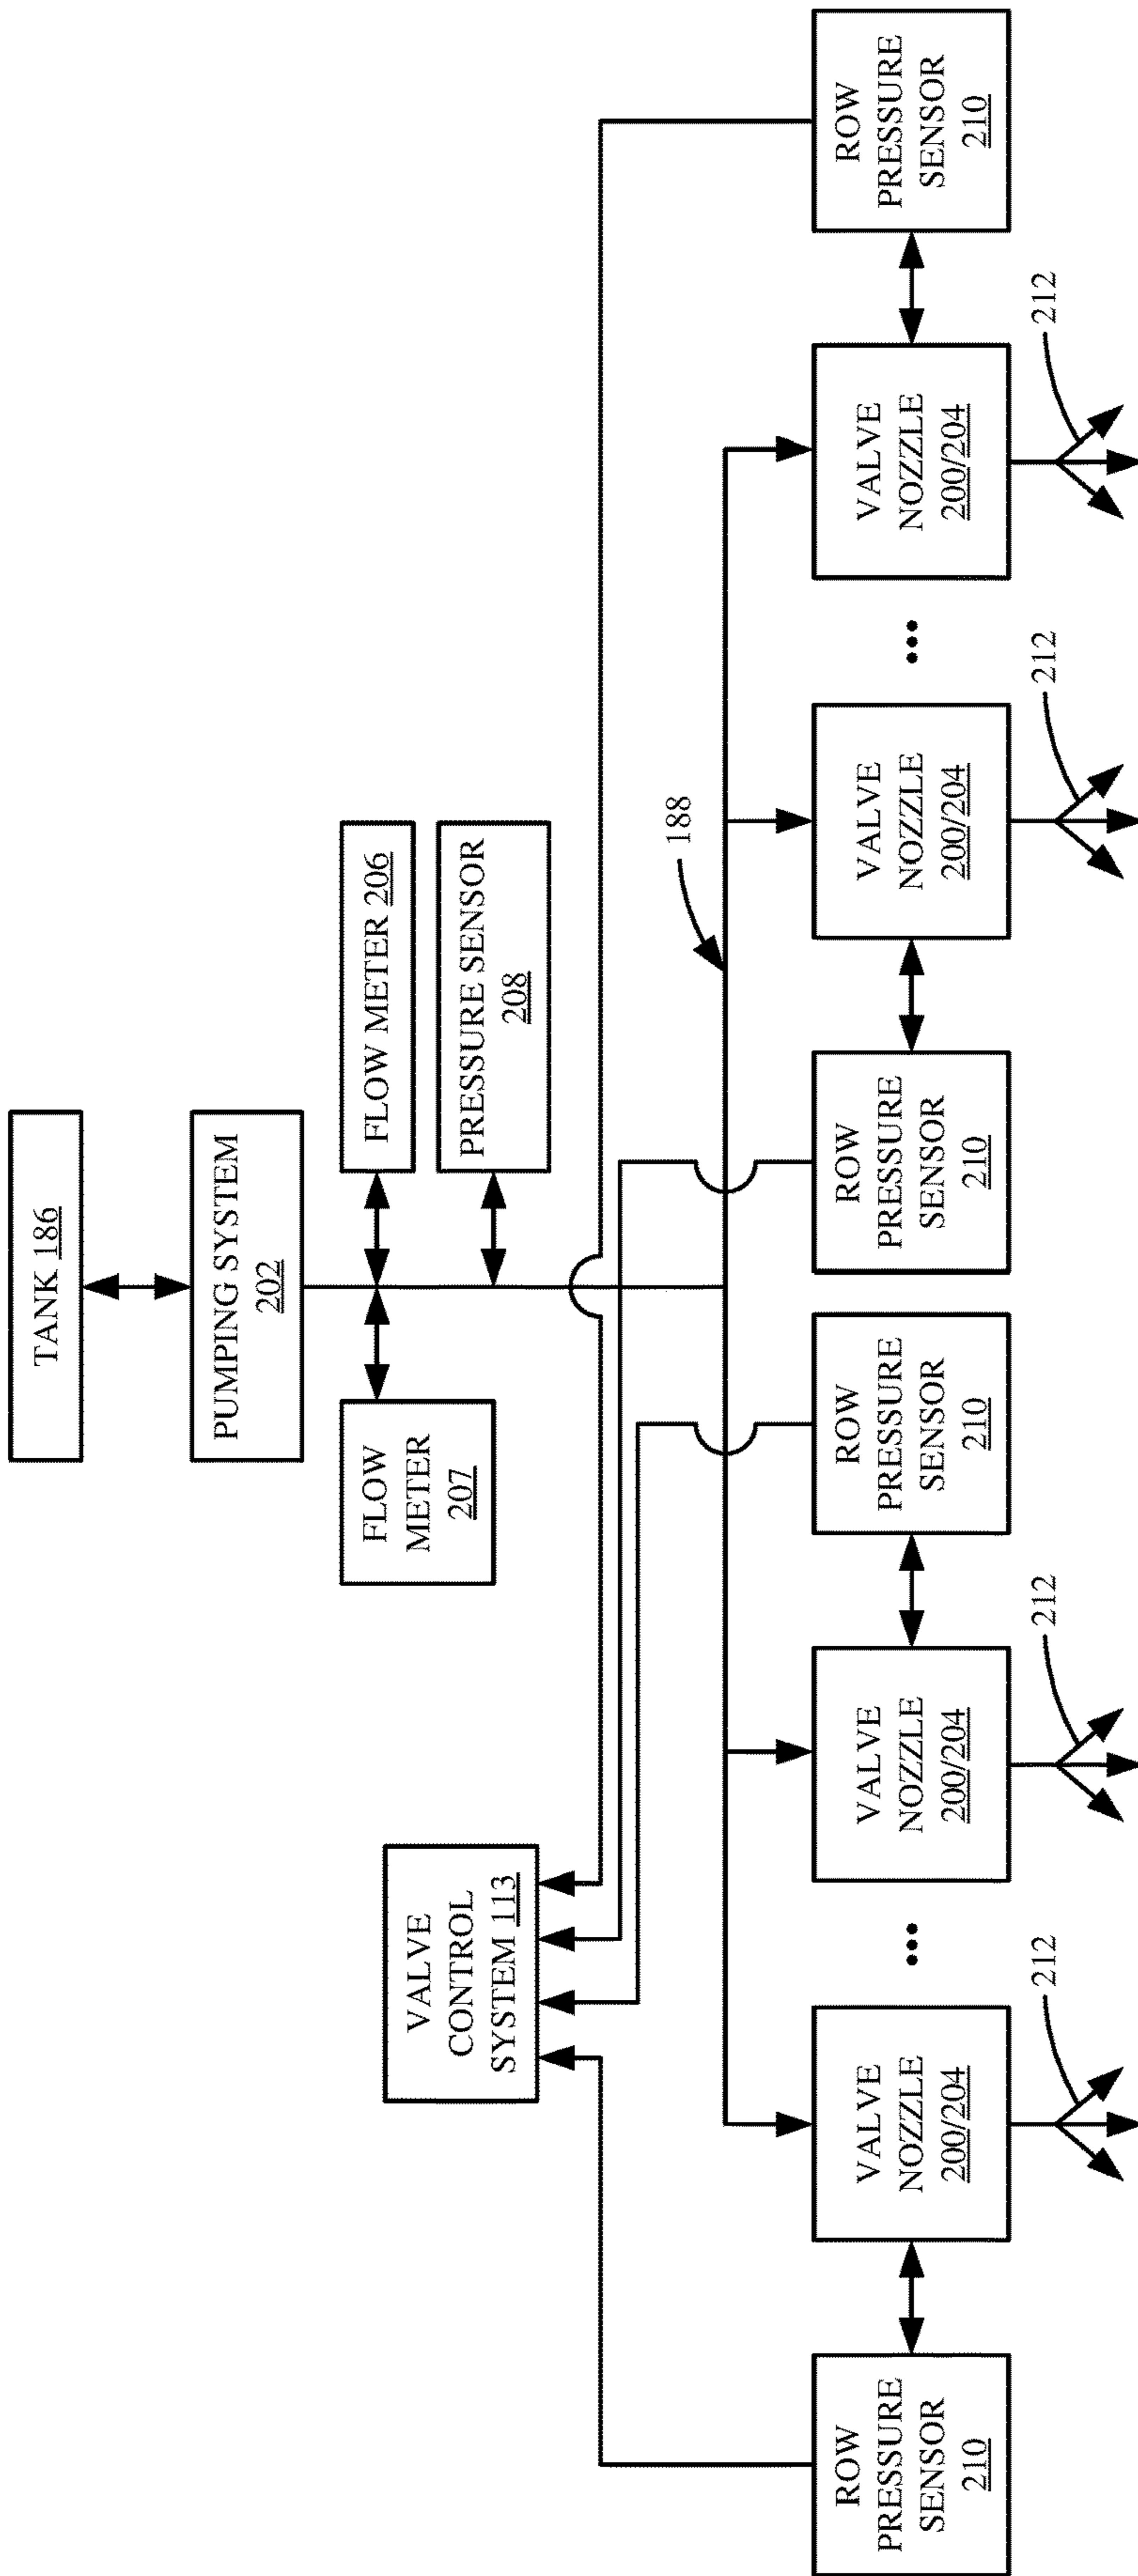 TANK 186
PUMPING SYSTEM
202
FLOW
METER
207
FLOW METER 206
PRESSURE SENSOR
208
VALVE
CONTROL
SYSTEM 113
188
ROW
PRESSURE
SENSOR
210
VALVE
NOZZLE
200/204
212
...
VALVE
NOZZLE
200/204
212
ROW
PRESSURE
SENSOR
210
ROW
PRESSURE
SENSOR
210
VALVE
NOZZLE
200/204
212
...
VALVE
NOZZLE
200/204
212
ROW
PRESSURE
SENSOR
210